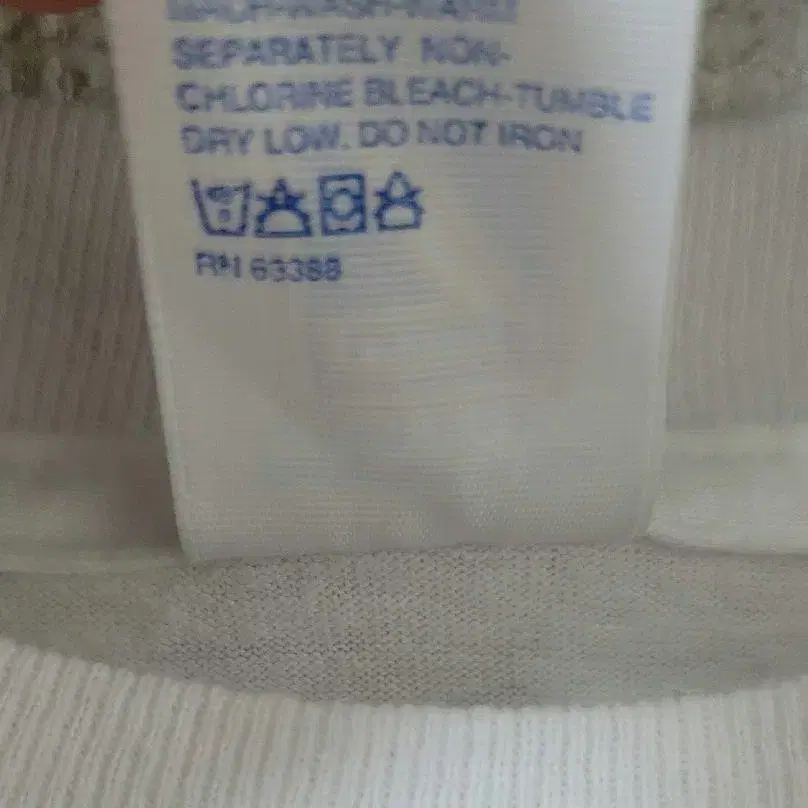 SEPARATELY NON-
CHLORINE BLEACH-TUMBLE
DRY LOW. DO NOT IRON
RN 63388